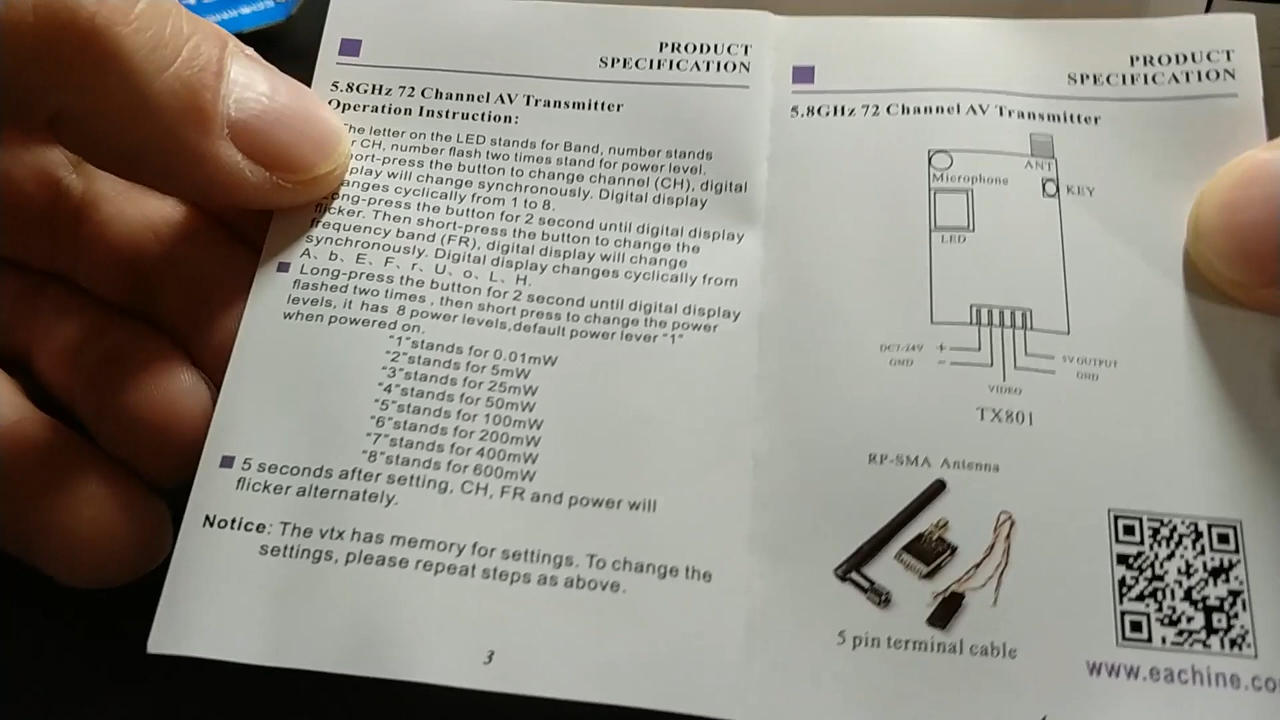 PRODUCT
SPECIFICATION
5.8GHz 72 Channel AV Transmitter
Operation Instruction:
he letter on the LED stands for Band, number stands
r CH, number flash two times stand for power level.
ort-press the button to change channel (CH), digital
play will change synchronously. Digital display
anges cyclically from 1 to 8.
ong-press the button for 2 second until digital display
flicker. Then short-press the button to change the
frequency band (FR), digital display will change
synchronously. Digital display changes cyclically from
A、b、E、F、r、U、o、L、H.
Long-press the button for 2 second until digital display
flashed two times , then short press to change the power
levels, it has 8 power levels,default power lever "1"
when powered on.
"1"stands for 0.01mW
"2"stands for 5mW
"3"stands for 25mW
"4"stands for 50mW
"5"stands for 100mW
"6"stands for 200mW
"7"stands for 400mW
"8"stands for 600mW
5 seconds after setting, CH, FR and power will
flicker alternately.
Notice: The vtx has memory for settings. To change the
settings, please repeat steps as above.
3
PRODUCT
SPECIFICATION
5.8GHz 72 Channel AV Transmitter
ANT
Microphone
KEY
LED
DC7-24V +
GND -
5V OUTPUT
GND
VIDEO
TX801
RP-SMA Antenna
5 pin terminal cable
www.eachine.co